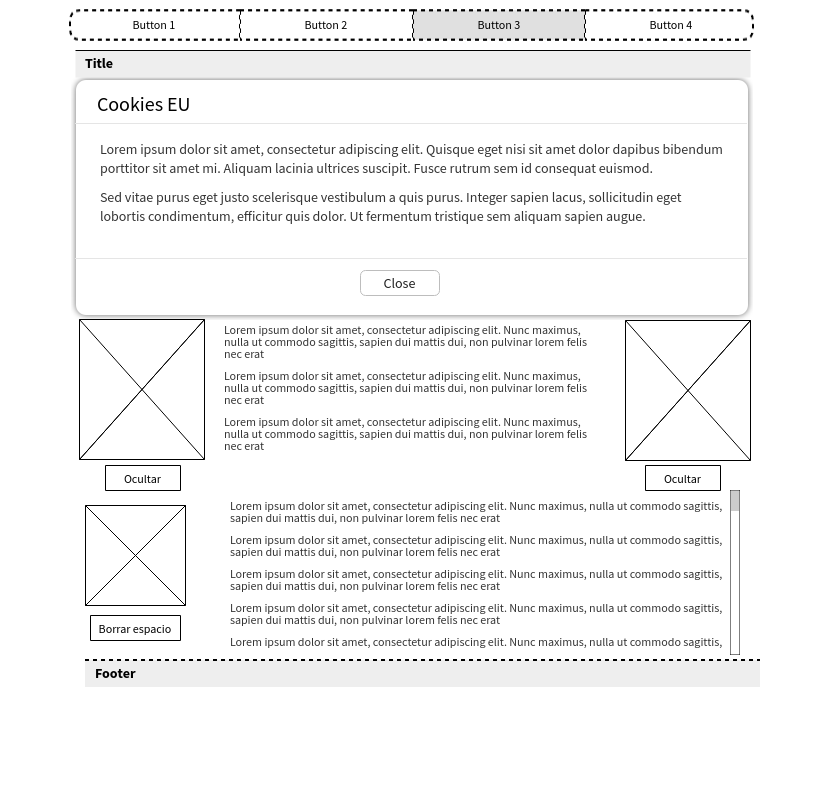 Button 1
Button 2
Button 3
Button 4
Title
Cookies EU
Lorem ipsum dolor sit amet, consectetur adipiscing elit. Quisque eget nisi sit amet dolor dapibus bibendum
porttitor sit amet mi. Aliquam lacinia ultrices suscipit. Fusce rutrum sem id consequat euismod.
Sed vitae purus eget justo scelerisque vestibulum a quis purus. Integer sapien lacus, sollicitudin eget
lobortis condimentum, efficitur quis dolor. Ut fermentum tristique sem aliquam sapien augue.
Close
Lorem ipsum dolor sit amet, consectetur adipiscing elit. Nunc maximus,
nulla ut commodo sagittis, sapien dui mattis dui, non pulvinar lorem felis
nec erat
Lorem ipsum dolor sit amet, consectetur adipiscing elit. Nunc maximus,
nulla ut commodo sagittis, sapien dui mattis dui, non pulvinar lorem felis
nec erat
Lorem ipsum dolor sit amet, consectetur adipiscing elit. Nunc maximus,
nulla ut commodo sagittis, sapien dui mattis dui, non pulvinar lorem felis
nec erat
Ocultar
Ocultar
Lorem ipsum dolor sit amet, consectetur adipiscing elit. Nunc maximus, nulla ut commodo sagittis,
sapien dui mattis dui, non pulvinar lorem felis nec erat
Lorem ipsum dolor sit amet, consectetur adipiscing elit. Nunc maximus, nulla ut commodo sagittis,
sapien dui mattis dui, non pulvinar lorem felis nec erat
Lorem ipsum dolor sit amet, consectetur adipiscing elit. Nunc maximus, nulla ut commodo sagittis,
sapien dui mattis dui, non pulvinar lorem felis nec erat
Lorem ipsum dolor sit amet, consectetur adipiscing elit. Nunc maximus, nulla ut commodo sagittis,
sapien dui mattis dui, non pulvinar lorem felis nec erat
Lorem ipsum dolor sit amet, consectetur adipiscing elit. Nunc maximus, nulla ut commodo sagittis,
Borrar espacio
Footer